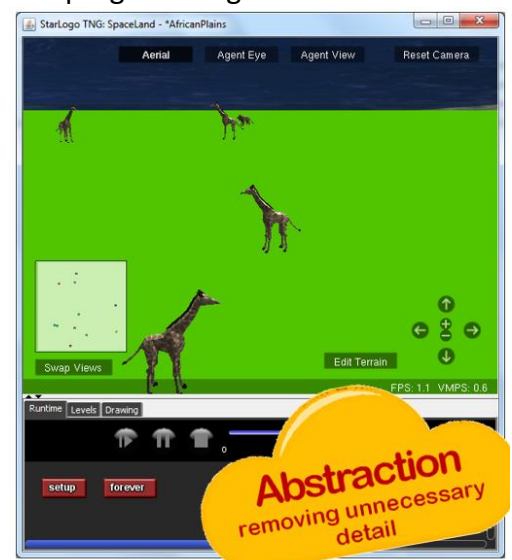 StarLogo TNG: SpaceLand - *AfricanPlains
Aerial Agent Eye Agent View Reset Camera
Swap Views
Edit Terrain
FPS: 1.1 VMPS: 0.6
Runtime Levels Drawing
0
setup forever
Abstraction
removing unnecessary
detail